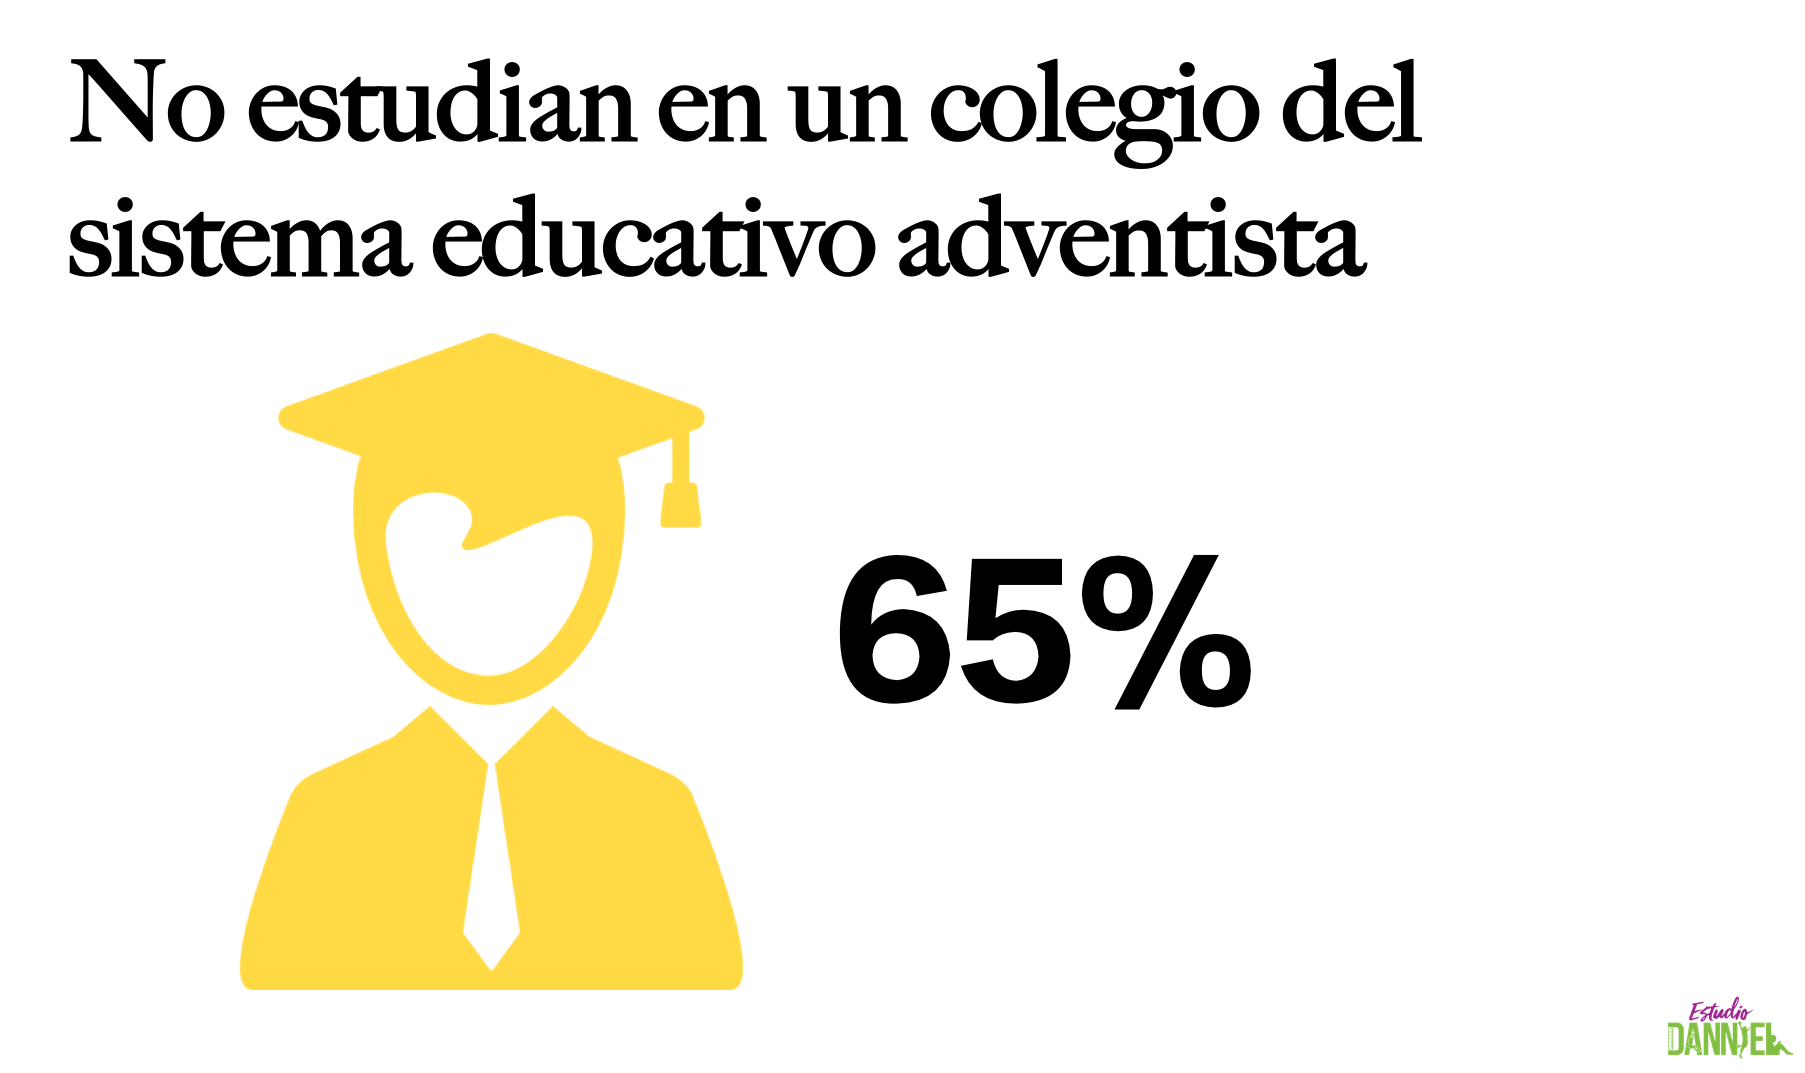 No estudian en un colegio del
sistema educativo adventista
65%
Estudio
DANNIEL